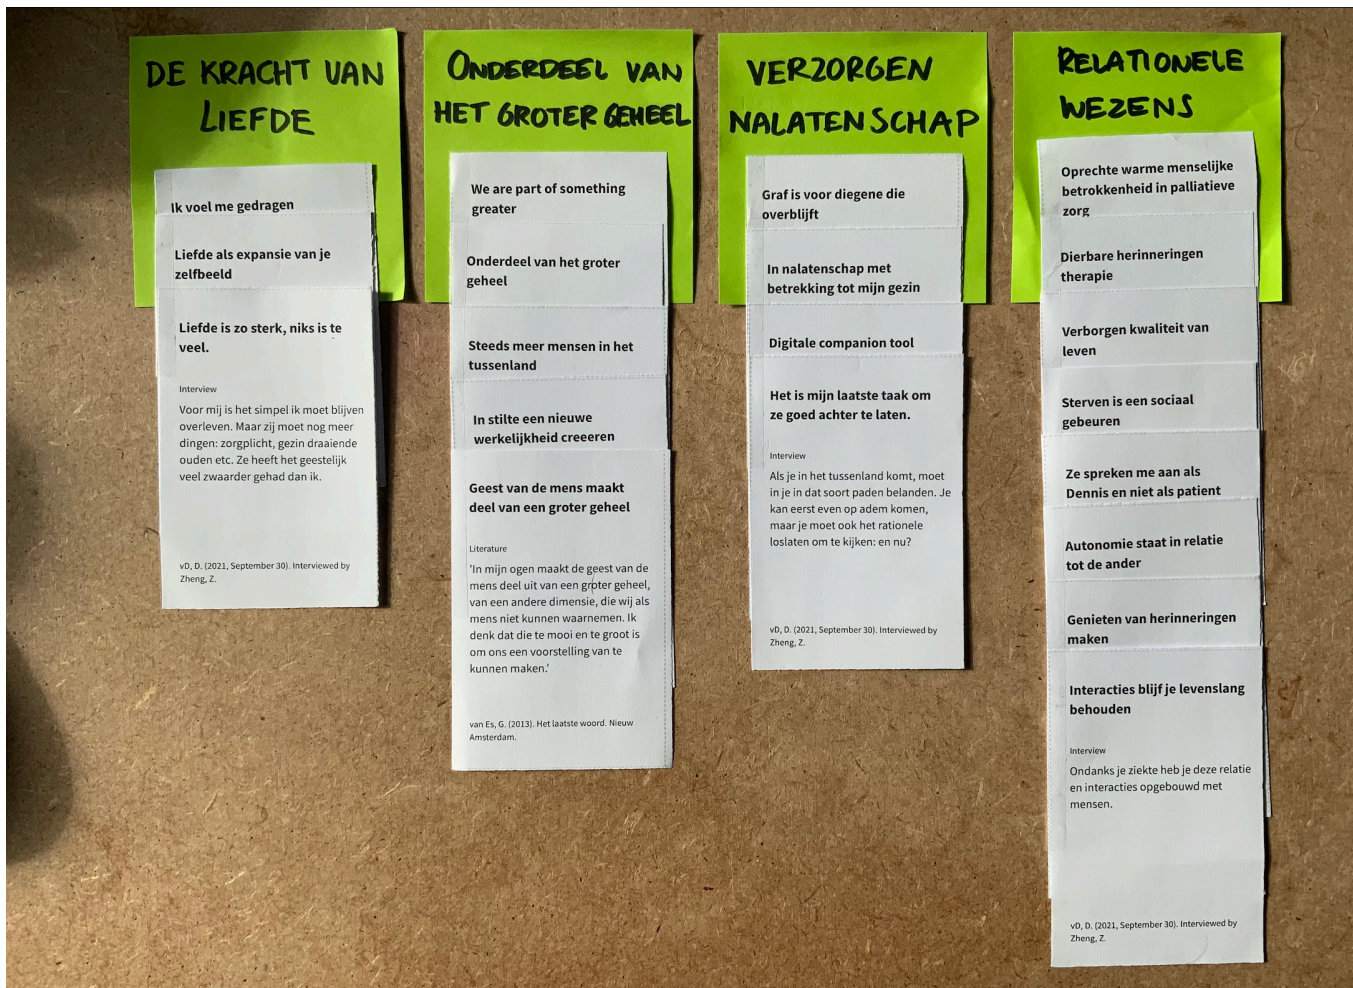 DE KRACHT VAN
LIEFDE
Ik voel me gedragen
Liefde als expansie van je
zelfbeeld
Liefde is zo sterk, niks is te
veel.
Interview
Voor mij is het simpel ik moet blijven
overleven. Maar zij moet nog meer
dingen: zorgplicht, gezin draaiende
ouden etc. Ze heeft het geestelijk
veel zwaarder gehad dan ik.
vD, D. (2021, September 30). Interviewed by
Zheng, Z.
ONDERDEEL VAN
HET GROTER GEHEEL
We are part of something
greater
Onderdeel van het groter
geheel
Steeds meer mensen in het
tussenland
In stilte een nieuwe
werkelijkheid creeeren
Geest van de mens maakt
deel van een groter geheel
Literature
'In mijn ogen maakt de geest van de
mens deel uit van een groter geheel,
van een andere dimensie, die wij als
mens niet kunnen waarnemen. Ik
denk dat die te mooi en te groot is
om ons een voorstelling van te
kunnen maken.'
van Es, G. (2013). Het laatste woord. Nieuw
Amsterdam.
VERZORGEN
NALATENSCHAP
Graf is voor diegene die
overblijft
In nalatenschap met
betrekking tot mijn gezin
Digitale companion tool
Het is mijn laatste taak om
ze goed achter te laten.
Interview
Als je in het tussenland komt, moet
in je in dat soort paden belanden. Je
kan eerst even op adem komen,
maar je moet ook het rationele
loslaten om te kijken: en nu?
vD, D. (2021, September 30). Interviewed by
Zheng, Z.
RELATIONELE
WEZENS
Oprechte warme menselijke
betrokkenheid in palliatieve
zorg
Dierbare herinneringen
therapie
Verborgen kwaliteit van
leven
Sterven is een sociaal
gebeuren
Ze spreken me aan als
Dennis en niet als patient
Autonomie staat in relatie
tot de ander
Genieten van herinneringen
maken
Interacties blijf je levenslang
behouden
Interview
Ondanks je ziekte heb je deze relatie
en interacties opgebouwd met
mensen.
vD, D. (2021, September 30). Interviewed by
Zheng, Z.